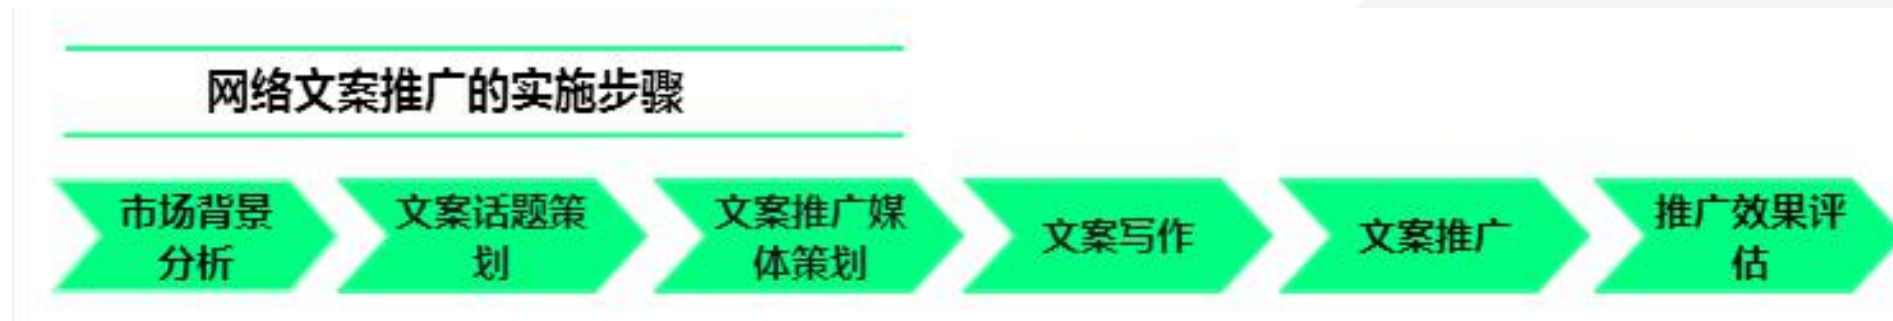 网络文案推广的实施步骤
市场背景
分析
文案话题策
划
文案推广媒
体策划
文案写作
文案推广
推广效果评
估